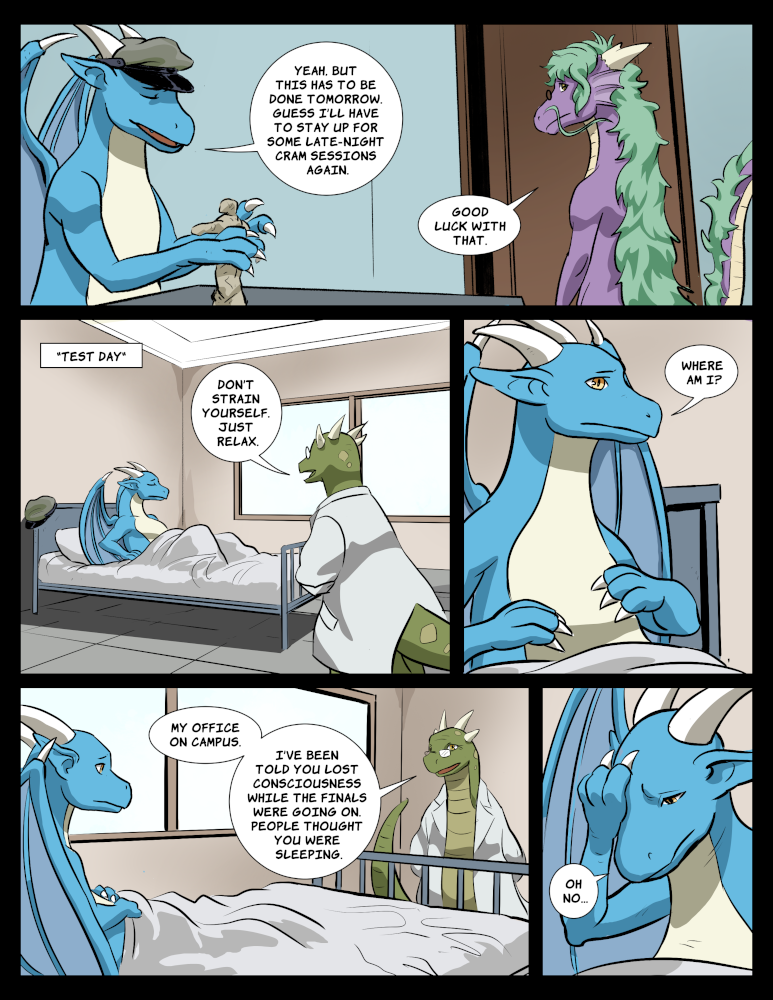 YEAH, BUT
THIS HAS TO BE
DONE TOMORROW.
GUESS I'LL HAVE
TO STAY UP FOR
SOME LATE-NIGHT
CRAM SESSIONS
AGAIN.
GOOD
LUCK WITH
THAT.
"TEST DAY"
DON'T
STRAIN
YOURSELF.
JUST
RELAX.
WHERE
AM I?
MY OFFICE
ON CAMPUS.
I'VE BEEN
TOLD YOU LOST
CONSCIOUSNESS
WHILE THE FINALS
WERE GOING ON.
PEOPLE THOUGHT
YOU WERE
SLEEPING.
OH
NO...